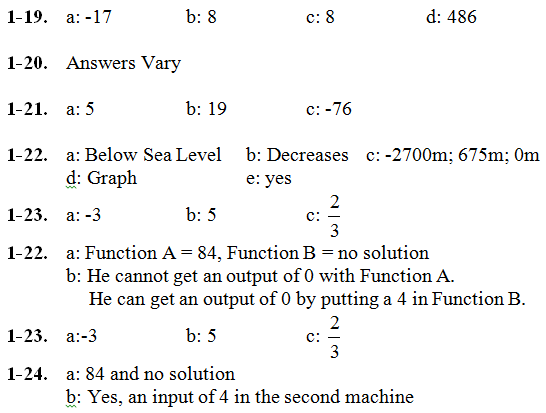 1-19. a: -17 b: 8 c: 8 d: 486
1-20. Answers Vary
1-21. a: 5 b: 19 c: -76
1-22. a: Below Sea Level b: Decreases c: -2700m; 675m; 0m
d: Graph e: yes
1-23. a: -3 b: 5 c: 2/3
1-22. a: Function A = 84, Function B = no solution
b: He cannot get an output of 0 with Function A.
He can get an output of 0 by putting a 4 in Function B.
1-23. a:-3 b: 5 c: 2/3
1-24. a: 84 and no solution
b: Yes, an input of 4 in the second machine